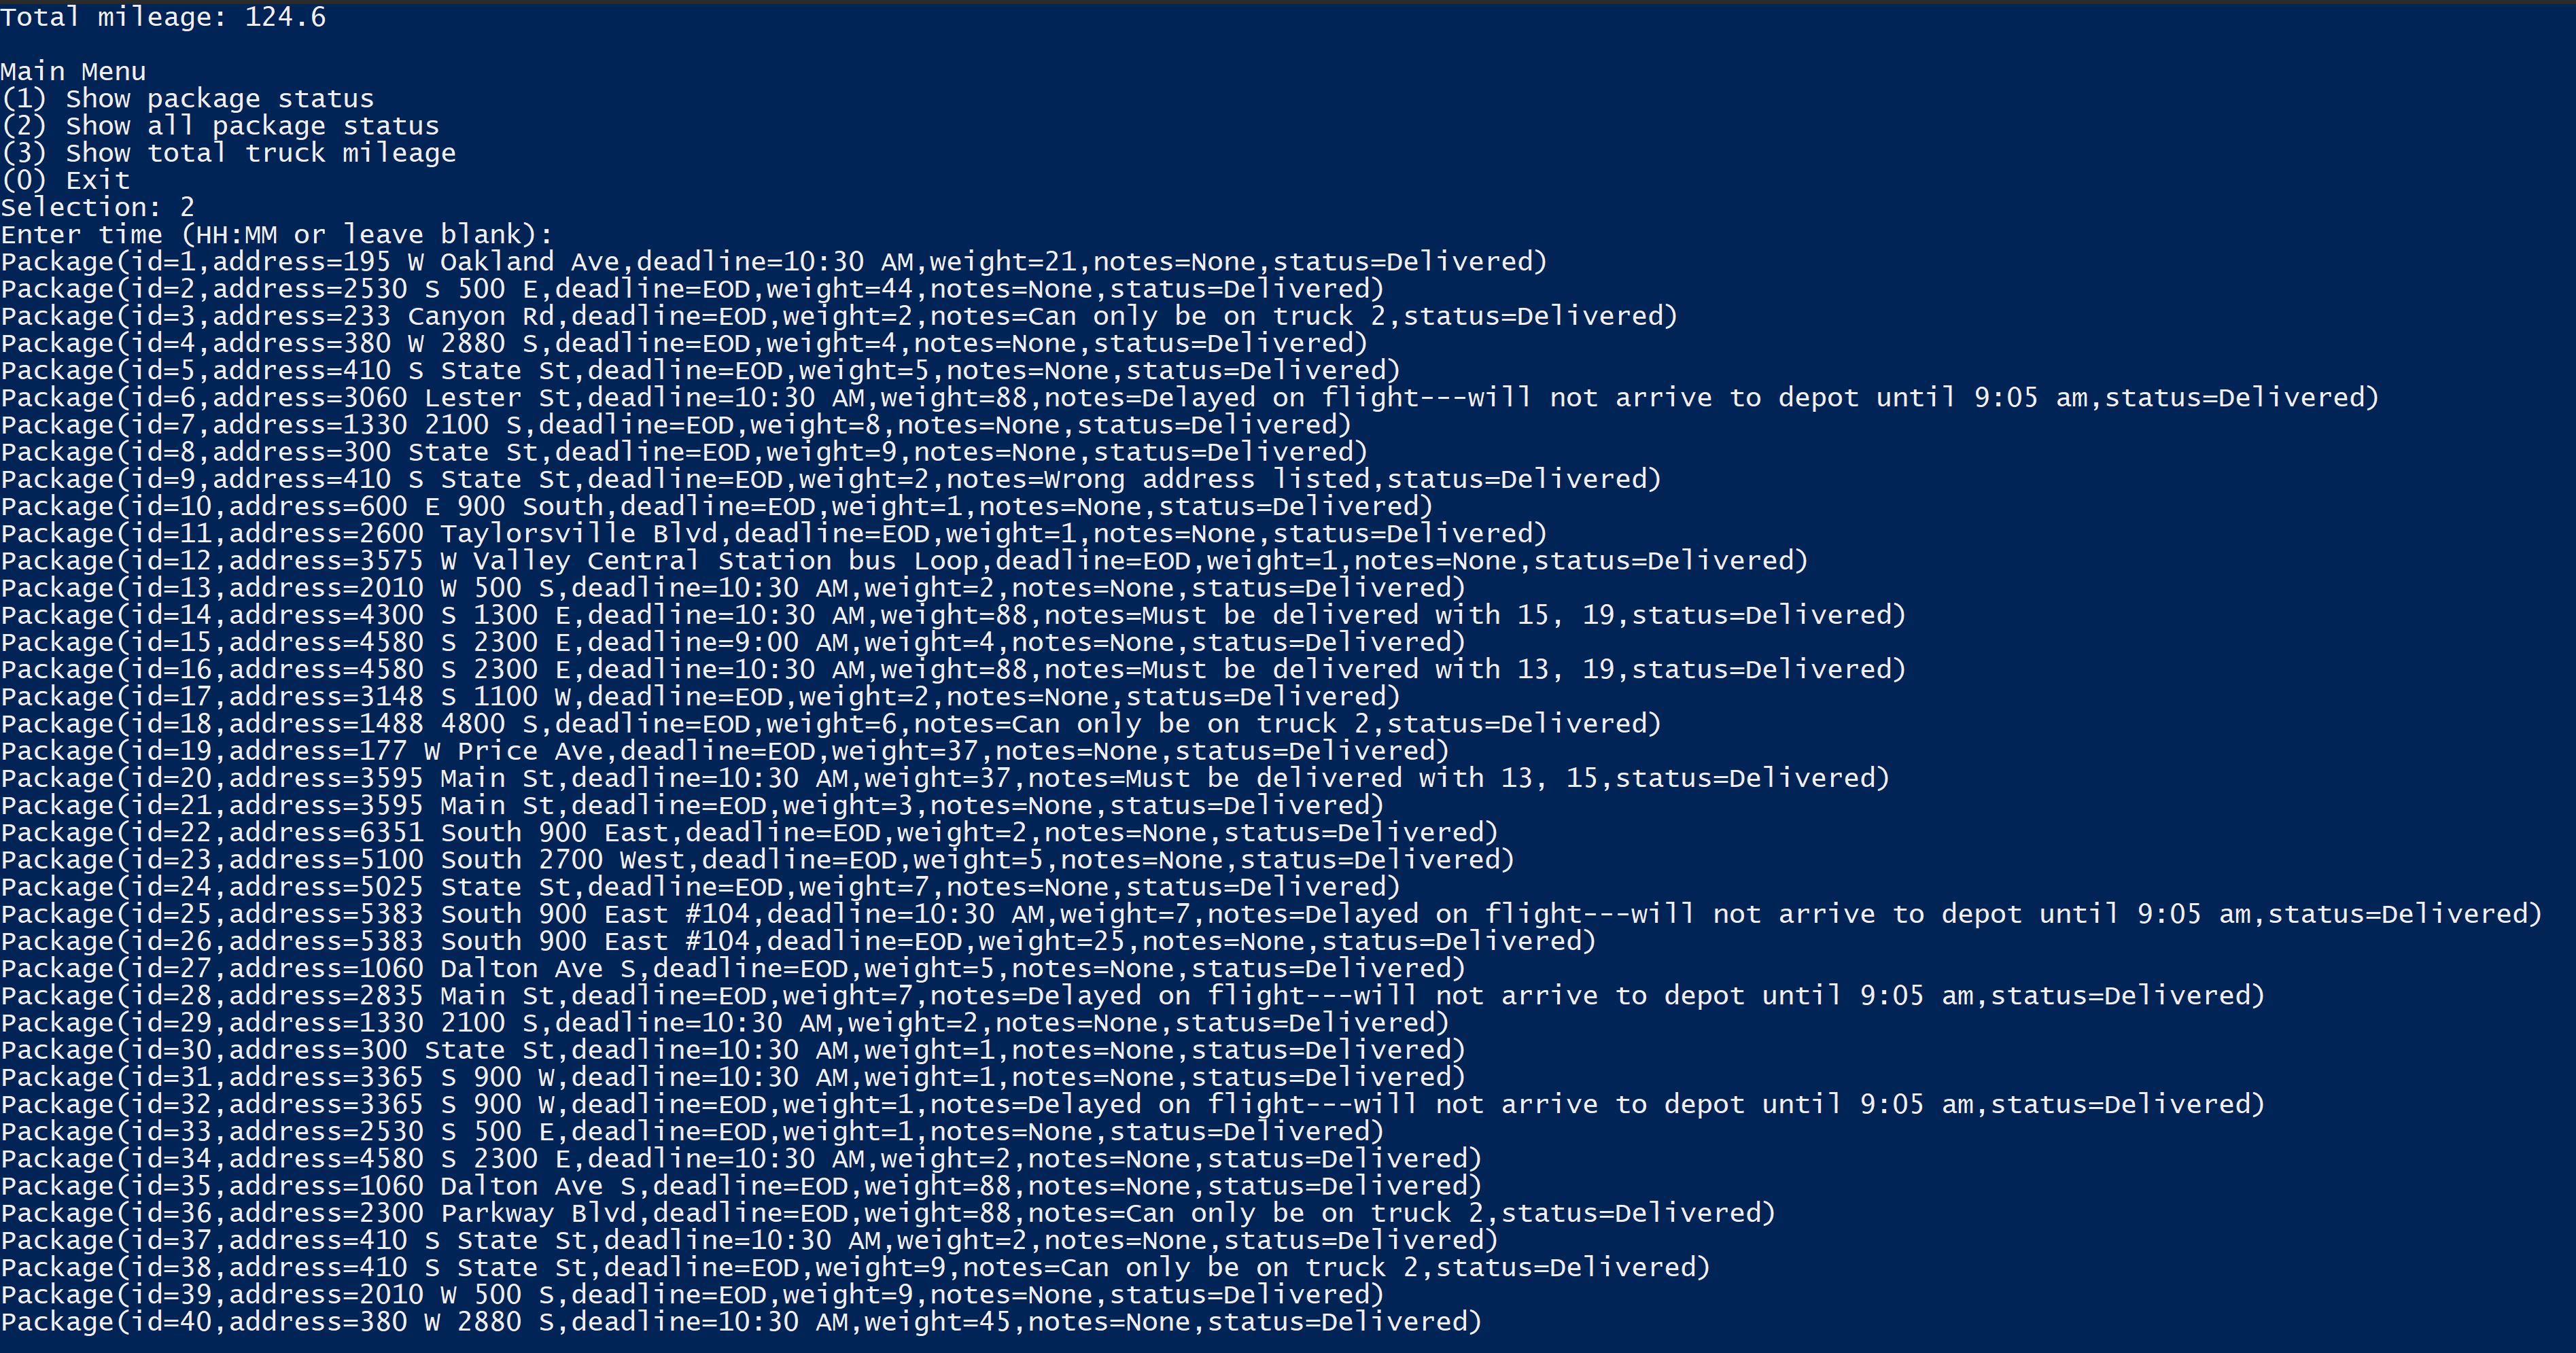 Total mileage: 124.6
Main Menu
(1) Show package status
(2) Show all package status
(3) Show total truck mileage
(0) Exit
Selection: 2
Enter time (HH:MM or leave blank):
Package(id=1,address=195 W Oakland Ave,deadline=10:30 AM,weight=21,notes=None,status=Delivered)
Package(id=2,address=2530 S 500 E,deadline=EOD,weight=44,notes=None,status=Delivered)
Package(id=3,address=233 Canyon Rd,deadline=EOD,weight=2,notes=Can only be on truck 2,status=Delivered)
Package(id=4,address=380 W 2880 S,deadline=EOD,weight=4,notes=None,status=Delivered)
Package(id=5,address=410 S State St,deadline=EOD,weight=5,notes=None,status=Delivered)
Package(id=6,address=3060 Lester St,deadline=10:30 AM,weight=88,notes=Delayed on flight---will not arrive to depot until 9:05 am,status=Delivered)
Package(id=7,address=1330 2100 S,deadline=EOD,weight=8,notes=None,status=Delivered)
Package(id=8,address=300 State St,deadline=EOD,weight=9,notes=None,status=Delivered)
Package(id=9,address=410 S State St,deadline=EOD,weight=2,notes=Wrong address listed,status=Delivered)
Package(id=10,address=600 E 900 South,deadline=EOD,weight=1,notes=None,status=Delivered)
Package(id=11,address=2600 Taylorsville Blvd,deadline=EOD,weight=1,notes=None,status=Delivered)
Package(id=12,address=3575 W Valley Central Station bus Loop,deadline=EOD,weight=1,notes=None,status=Delivered)
Package(id=13,address=2010 W 500 S,deadline=10:30 AM,weight=2,notes=None,status=Delivered)
Package(id=14,address=4300 S 1300 E,deadline=10:30 AM,weight=88,notes=Must be delivered with 15, 19,status=Delivered)
Package(id=15,address=4580 S 2300 E,deadline=9:00 AM,weight=4,notes=None,status=Delivered)
Package(id=16,address=4580 S 2300 E,deadline=10:30 AM,weight=88,notes=Must be delivered with 13, 19,status=Delivered)
Package(id=17,address=3148 S 1100 W,deadline=EOD,weight=2,notes=None,status=Delivered)
Package(id=18,address=1488 4800 S,deadline=EOD,weight=6,notes=Can only be on truck 2,status=Delivered)
Package(id=19,address=177 W Price Ave,deadline=EOD,weight=37,notes=None,status=Delivered)
Package(id=20,address=3595 Main St,deadline=10:30 AM,weight=37,notes=Must be delivered with 13, 15,status=Delivered)
Package(id=21,address=3595 Main St,deadline=EOD,weight=3,notes=None,status=Delivered)
Package(id=22,address=6351 South 900 East,deadline=EOD,weight=2,notes=None,status=Delivered)
Package(id=23,address=5100 South 2700 West,deadline=EOD,weight=5,notes=None,status=Delivered)
Package(id=24,address=5025 State St,deadline=EOD,weight=7,notes=None,status=Delivered)
Package(id=25,address=5383 South 900 East #104,deadline=10:30 AM,weight=7,notes=Delayed on flight---will not arrive to depot until 9:05 am,status=Delivered)
Package(id=26,address=5383 South 900 East #104,deadline=EOD,weight=25,notes=None,status=Delivered)
Package(id=27,address=1060 Dalton Ave S,deadline=EOD,weight=5,notes=None,status=Delivered)
Package(id=28,address=2835 Main St,deadline=EOD,weight=7,notes=Delayed on flight---will not arrive to depot until 9:05 am,status=Delivered)
Package(id=29,address=1330 2100 S,deadline=10:30 AM,weight=2,notes=None,status=Delivered)
Package(id=30,address=300 State St,deadline=10:30 AM,weight=1,notes=None,status=Delivered)
Package(id=31,address=3365 S 900 W,deadline=10:30 AM,weight=1,notes=None,status=Delivered)
Package(id=32,address=3365 S 900 W,deadline=EOD,weight=1,notes=Delayed on flight---will not arrive to depot until 9:05 am,status=Delivered)
Package(id=33,address=2530 S 500 E,deadline=EOD,weight=1,notes=None,status=Delivered)
Package(id=34,address=4580 S 2300 E,deadline=10:30 AM,weight=2,notes=None,status=Delivered)
Package(id=35,address=1060 Dalton Ave S,deadline=EOD,weight=88,notes=None,status=Delivered)
Package(id=36,address=2300 Parkway Blvd,deadline=EOD,weight=88,notes=Can only be on truck 2,status=Delivered)
Package(id=37,address=410 S State St,deadline=10:30 AM,weight=2,notes=None,status=Delivered)
Package(id=38,address=410 S State St,deadline=EOD,weight=9,notes=Can only be on truck 2,status=Delivered)
Package(id=39,address=2010 W 500 S,deadline=EOD,weight=9,notes=None,status=Delivered)
Package(id=40,address=380 W 2880 S,deadline=10:30 AM,weight=45,notes=None,status=Delivered)